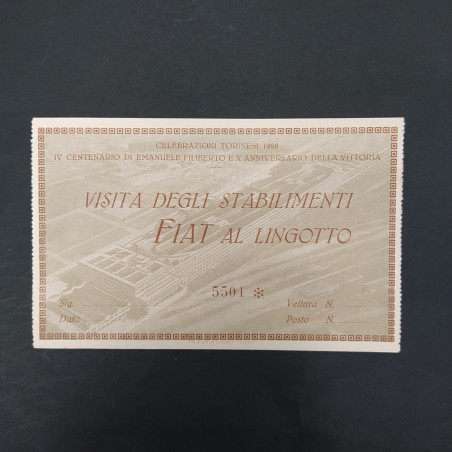 CELEBRAZIONI TORINESI 1928
IV CENTENARIO DI EMANUELE FILIBERTO E X ANNIVERSARIO DELLA VITTORIA
VISITA DEGLI STABILIMENTI
FIAT AL LINGOTTO
5501 *
Sig.
Vettura N.
Data
Posto N.